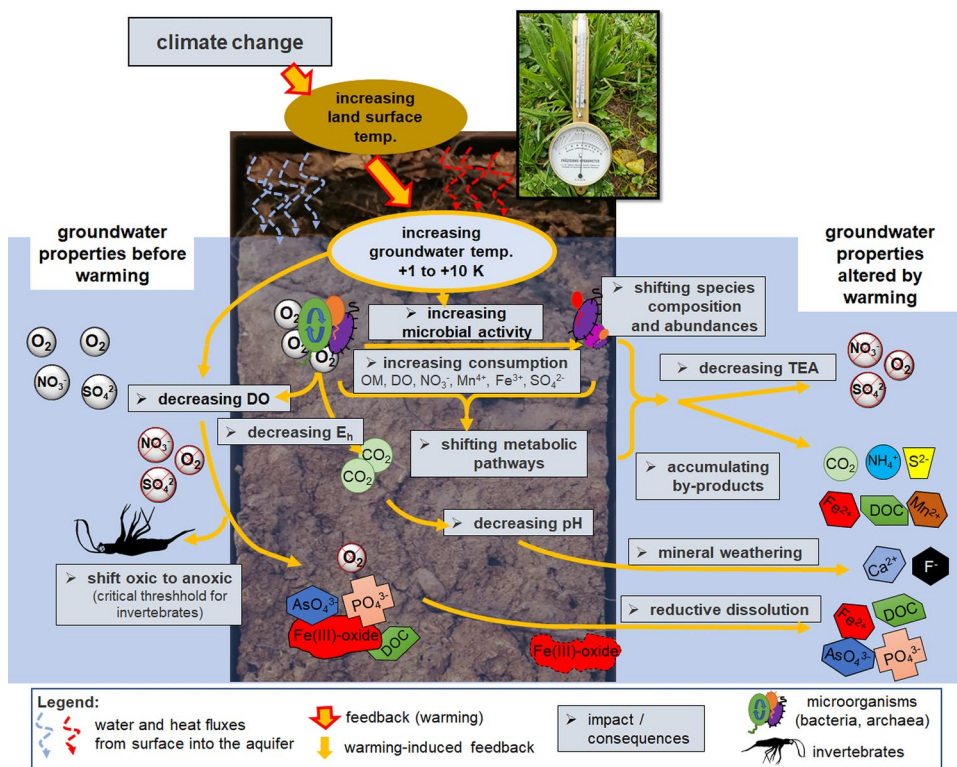 climate change
increasing
land surface
temp.
increasing
groundwater temp.
+1 to +10 K
groundwater
properties before
warming
groundwater
properties
altered by
warming
➢ shifting species
composition
and abundances
➢ increasing
microbial activity
O₂
O₂
O₂
➢ increasing consumption
OM, DO, NO₃⁻, Mn⁴⁺, Fe³⁺, SO₄²⁻
O₂
O₂
NO₃⁻
SO₄²⁻
➢ decreasing TEA
NO₃⁻
O₂
SO₄²⁻
➢ decreasing DO
➢ decreasing Eₕ
➢ shifting metabolic
pathways
NO₃⁻
O₂
SO₄²
CO₂
CO₂
➢ accumulating
by-products
CO₂
NH₄⁺
S²⁻
Fe²⁺
DOC
Mn²⁺
➢ decreasing pH
➢ mineral weathering
Ca²⁺
F⁻
➢ shift oxic to anoxic
(critical threshhold for
invertebrates)
O₂
AsO₄³⁻
PO₄³⁻
Fe(III)-oxide
DOC
Fe(III)-oxide
➢ reductive dissolution
Fe²⁺
DOC
AsO₄³⁻
PO₄³⁻
Legend:
water and heat fluxes
from surface into the aquifer
feedback (warming)
warming-induced feedback
➢ impact /
consequences
microorganisms
(bacteria, archaea)
invertebrates